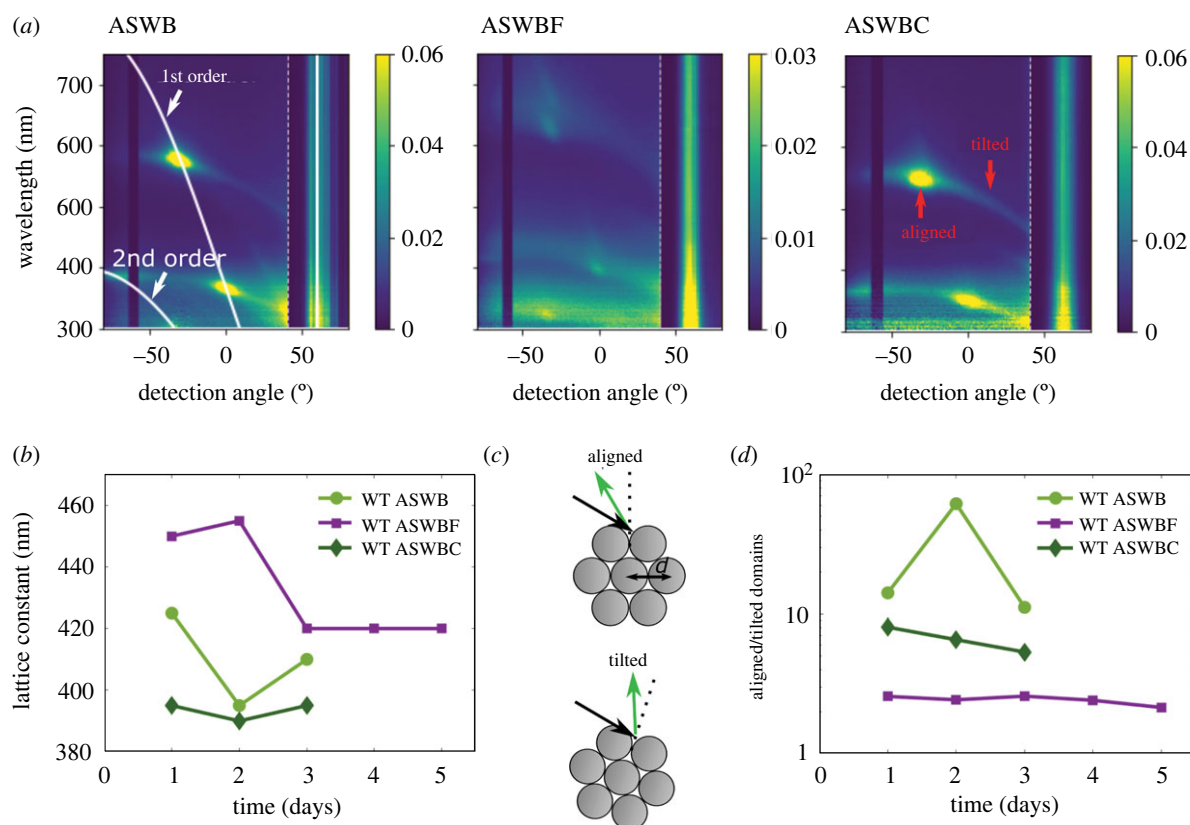 (a) ASWB ASWBF ASWBC
wavelength (nm)
700
600
600
400
300
1st order
2nd order
0.06
0.04
0.02
0
0.03
0.02
0.01
0
tilted
aligned
0.06
0.04
0.02
0
–50 0 50
–50 0 50
–50 0 50
detection angle (º)
detection angle (º)
detection angle (º)
(b)
lattice constant (nm)
460
440
420
400
380
WT ASWB
WT ASWBF
WT ASWBC
0 1 2 3 4 5
time (days)
(c)
aligned
d
tilted
(d)
aligned/tilted domains
10²
10
1
WT ASWB
WT ASWBF
WT ASWBC
0 1 2 3 4 5
time (days)